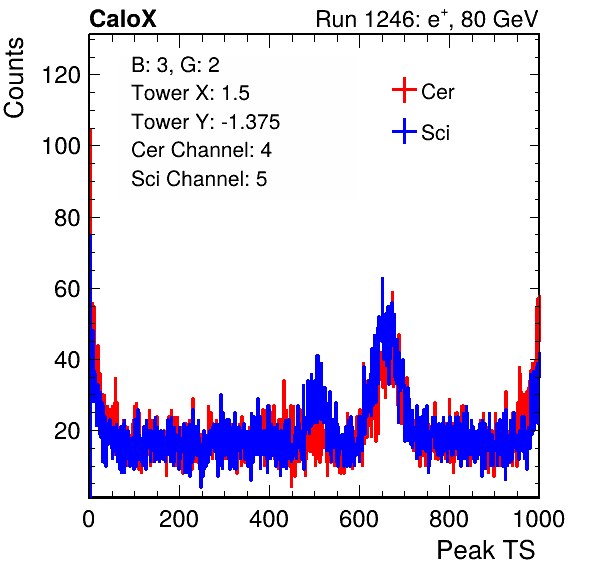 CaloX Run 1246: e+, 80 GeV
Counts
B: 3, G: 2
Tower X: 1.5
Tower Y: -1.375
Cer Channel: 4
Sci Channel: 5
Cer
Sci
120
100
80
60
40
20
0 200 400 600 800 1000
Peak TS